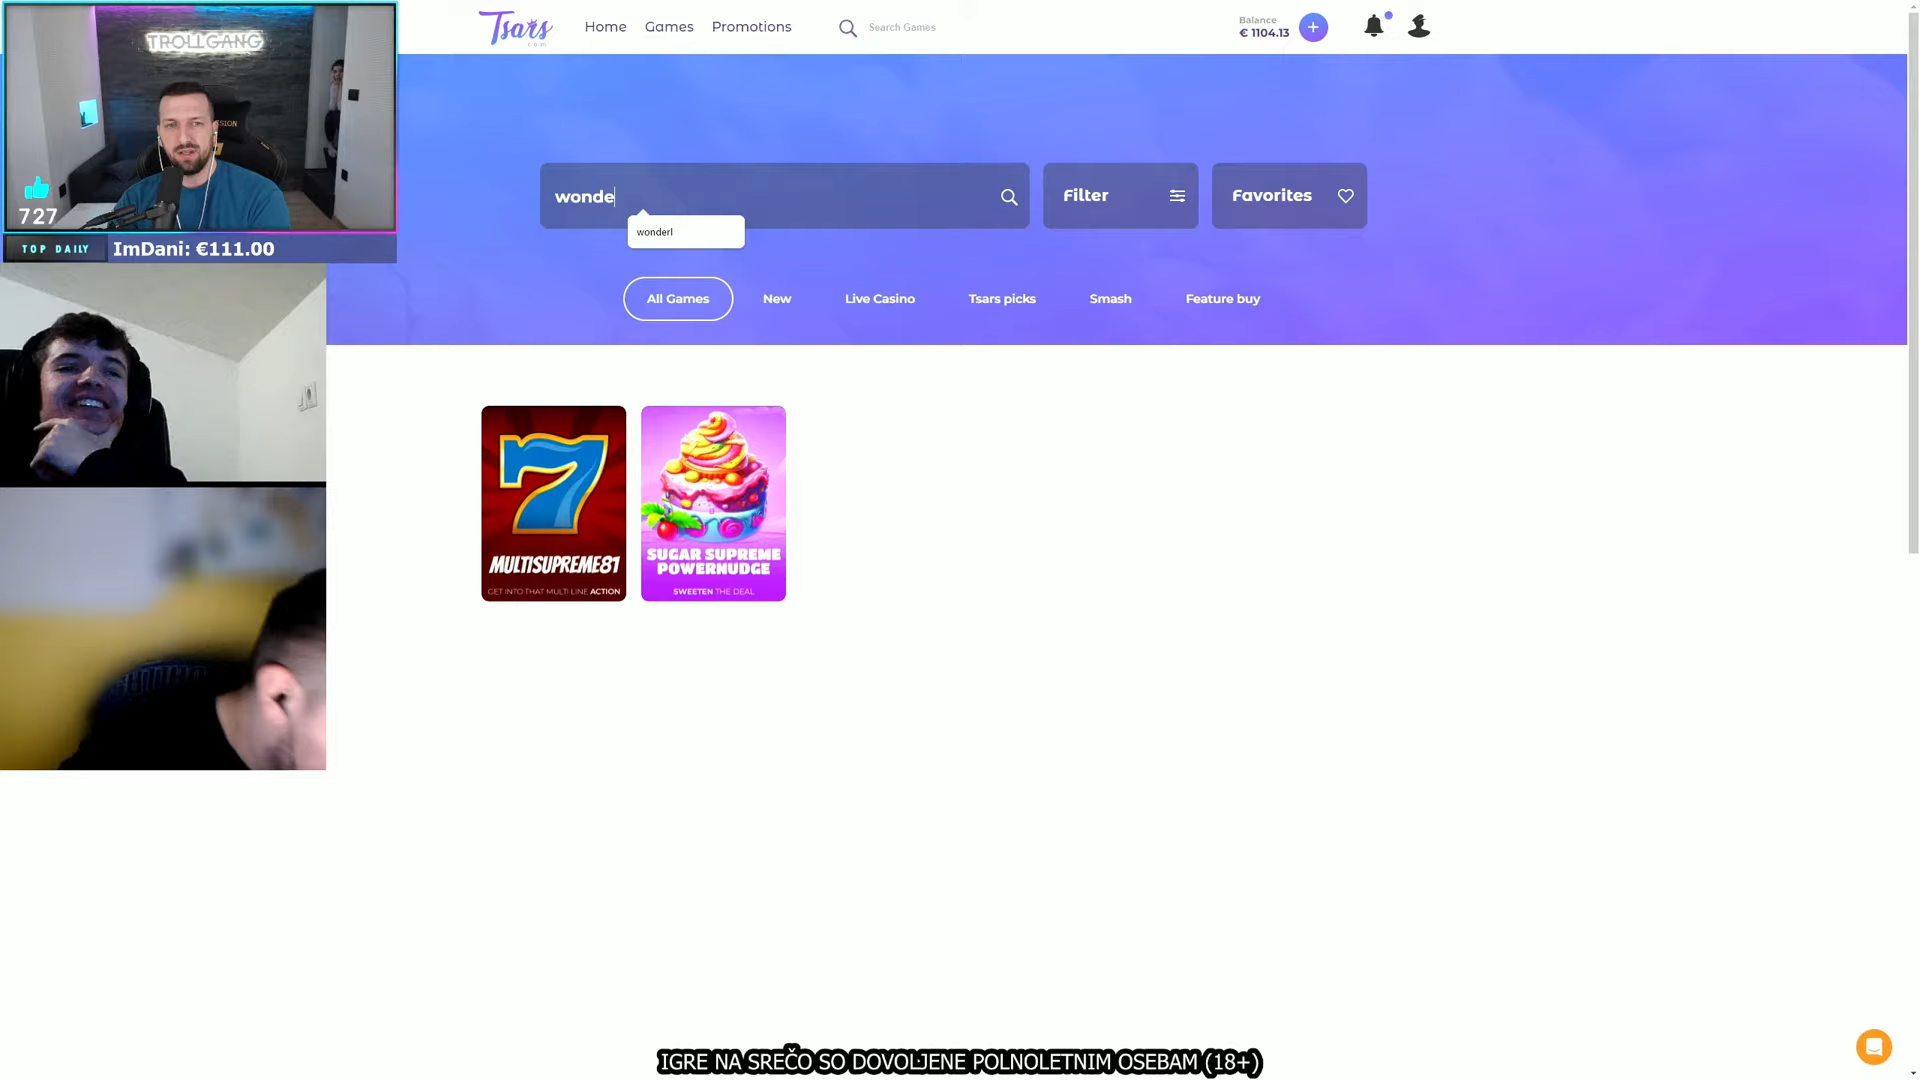 TROLLGANG
727
TOP DAILY
ImDani: €111.00
Tsars
.com
Home
Games
Promotions
Search Games
Balance
€ 1104.13
wonde
wonderl
Filter
Favorites
All Games
New
Live Casino
Tsars picks
Smash
Feature buy
7
MULTISUPREME81
GET INTO THAT MULTI LINE ACTION
SUGAR SUPREME
POWERNUDGE
SWEETEN THE DEAL
IGRE NA SREČO SO DOVOLJENE POLNOLETNIM OSEBAM (18+)